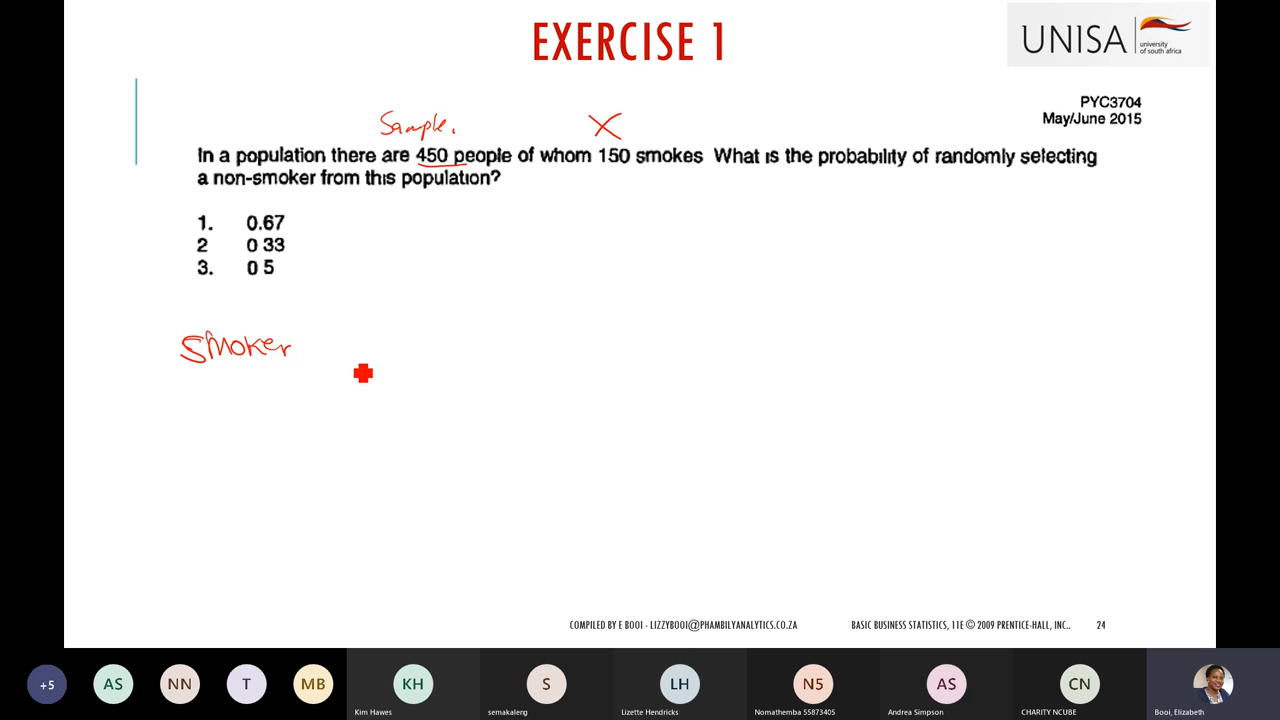 EXERCISE 1
UNISA
university
of south africa
PYC3704
May/June 2015
Sample.
X
In a population there are 450 people of whom 150 smokes What is the probability of randomly selecting
a non-smoker from this population?
1. 0.67
2 0 33
3. 0 5
Smoker
COMPILED BY E BOOI - LIZZYBOOI@PHAMBILYANALYTICS.CO.ZA
BASIC BUSINESS STATISTICS, 11E © 2009 PRENTICE-HALL, INC..
24
+5
AS
NN
T
MB
KH
S
LH
N5
AS
CN
Kim Hawes
semakaleng
Lizette Hendricks
Nomathemba 55873405
Andrea Simpson
CHARITY NCUBE
Booi, Elizabeth